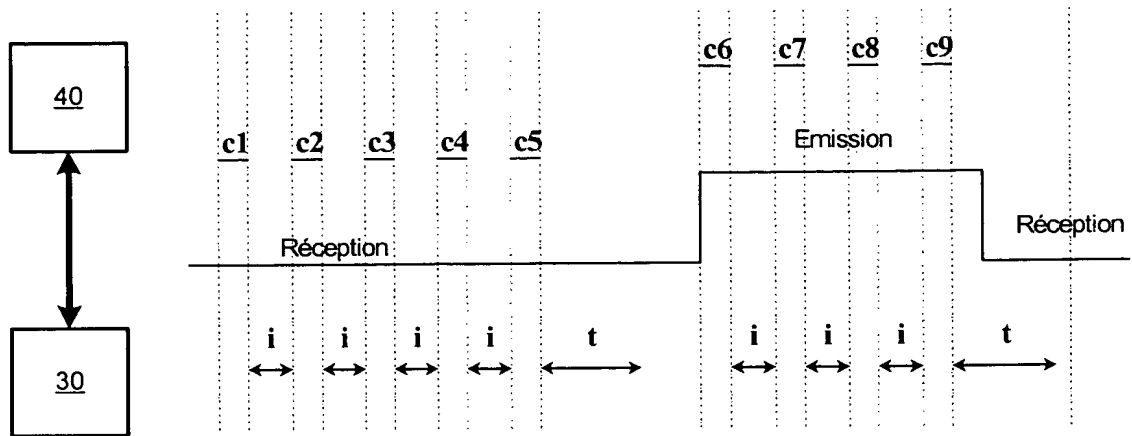 40
30
c6 c7 c8 c9
c1 c2 c3 c4 c5
Emission
Réception
Réception
i i i i t
i i i t